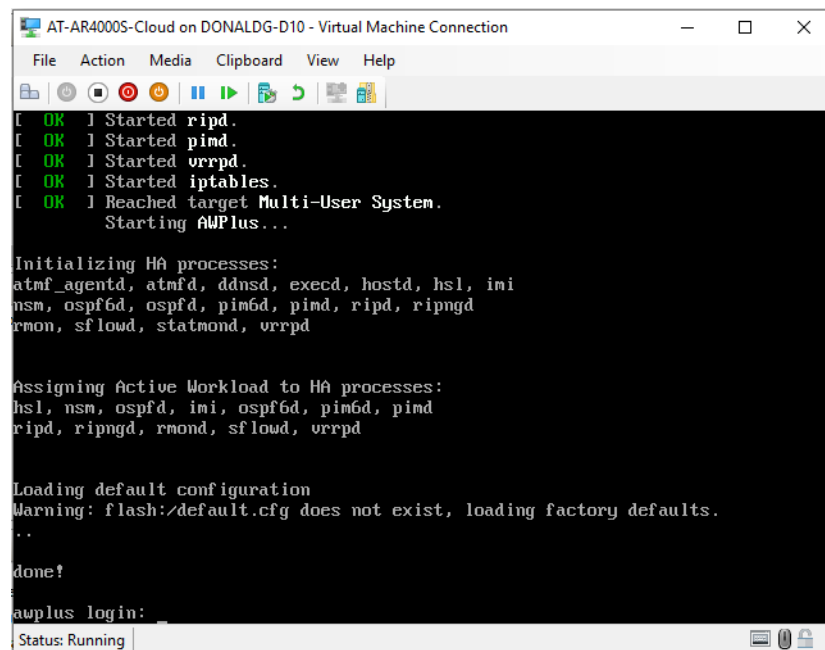 AT-AR4000S-Cloud on DONALDG-D10 - Virtual Machine Connection
File Action Media Clipboard View Help
[ OK ] Started ripd.
[ OK ] Started pimd.
[ OK ] Started vrrpd.
[ OK ] Started iptables.
[ OK ] Reached target Multi-User System.
Starting AWPlus...
Initializing HA processes:
atmf_agentd, atmfd, ddnsd, execd, hostd, hsl, imi
nsm, ospf6d, ospfd, pim6d, pimd, ripd, ripngd
rmon, sflowd, statmond, vrrpd
Assigning Active Workload to HA processes:
hsl, nsm, ospfd, imi, ospf6d, pim6d, pimd
ripd, ripngd, rmond, sflowd, vrrpd
Loading default configuration
Warning: flash:/default.cfg does not exist, loading factory defaults.
..
done!
awplus login: _
Status: Running